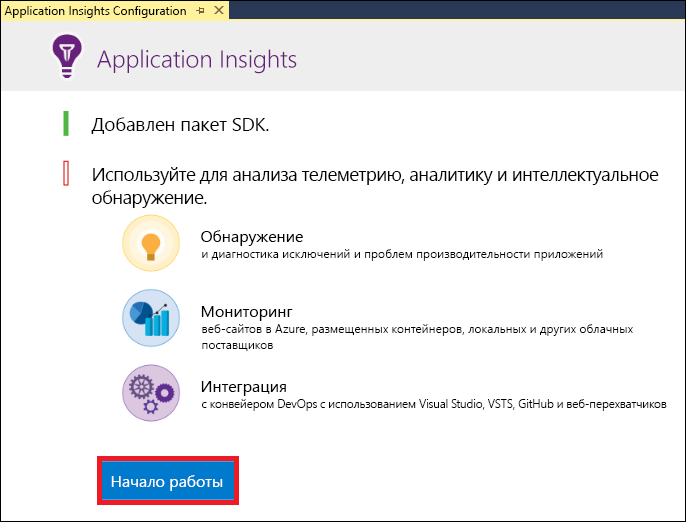 Application Insights Configuration
Application Insights
Добавлен пакет SDK.
Используйте для анализа телеметрию, аналитику и интеллектуальное
обнаружение.
Обнаружение
и диагностика исключений и проблем производительности приложений
Мониторинг
веб-сайтов в Azure, размещенных контейнеров, локальных и других облачных
поставщиков
Интеграция
с конвейером DevOps с использованием Visual Studio, VSTS, GitHub и веб-перехватчиков
Начало работы